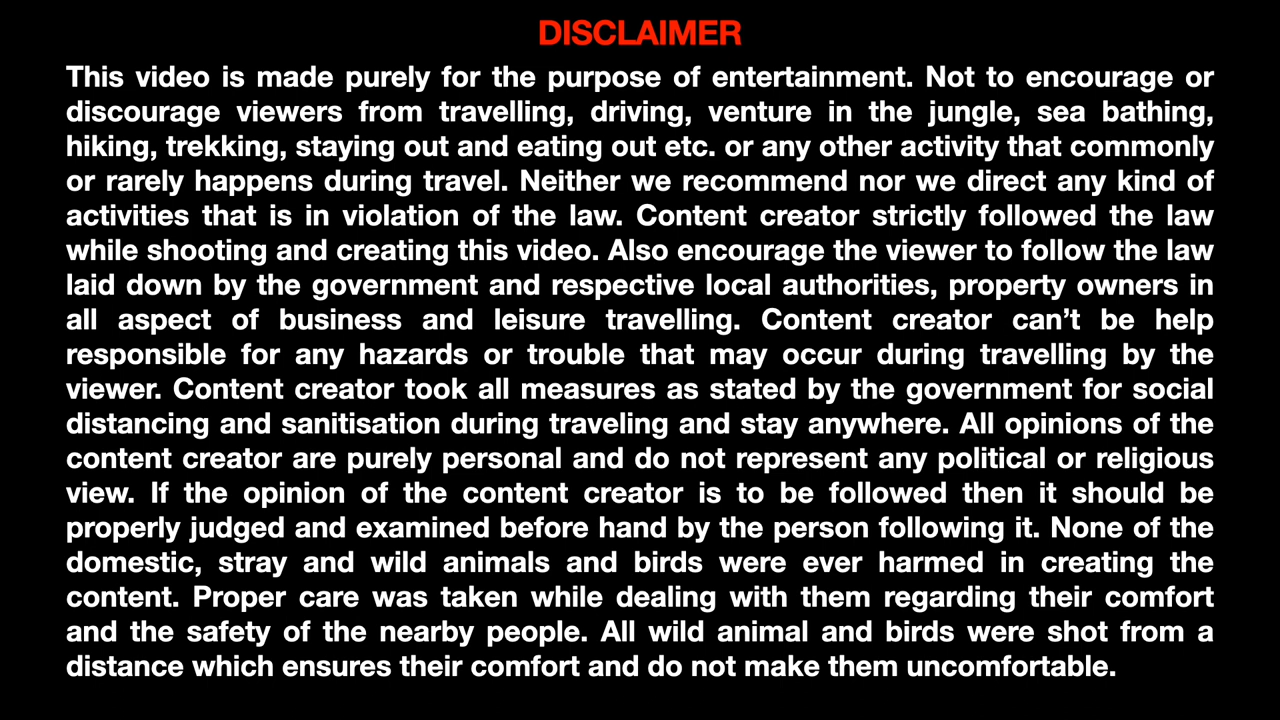 DISCLAIMER
This video is made purely for the purpose of entertainment. Not to encourage or
discourage viewers from travelling, driving, venture in the jungle, sea bathing,
hiking, trekking, staying out and eating out etc. or any other activity that commonly
or rarely happens during travel. Neither we recommend nor we direct any kind of
activities that is in violation of the law. Content creator strictly followed the law
while shooting and creating this video. Also encourage the viewer to follow the law
laid down by the government and respective local authorities, property owners in
all aspect of business and leisure travelling. Content creator can’t be help
responsible for any hazards or trouble that may occur during travelling by the
viewer. Content creator took all measures as stated by the government for social
distancing and sanitisation during traveling and stay anywhere. All opinions of the
content creator are purely personal and do not represent any political or religious
view. If the opinion of the content creator is to be followed then it should be
properly judged and examined before hand by the person following it. None of the
domestic, stray and wild animals and birds were ever harmed in creating the
content. Proper care was taken while dealing with them regarding their comfort
and the safety of the nearby people. All wild animal and birds were shot from a
distance which ensures their comfort and do not make them uncomfortable.